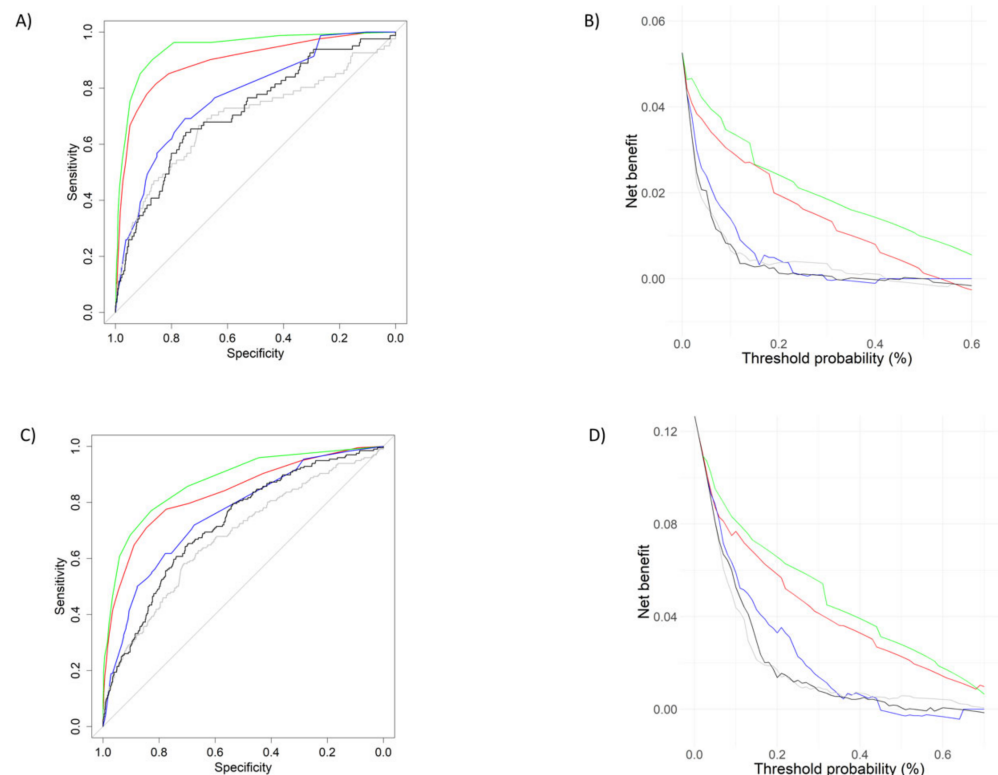 A)
1.0
0.8
0.6
0.4
0.2
0.0
Sensitivity
1.0 0.8 0.6 0.4 0.2 0.0
Specificity
B)
0.06
0.04
0.02
0.00
Net benefit
0.0 0.2 0.4 0.6
Threshold probability (%)
C)
1.0
0.8
0.6
0.4
0.2
0.0
Sensitivity
1.0 0.8 0.6 0.4 0.2 0.0
Specificity
D)
0.12
0.08
0.04
0.00
Net benefit
0.0 0.2 0.4 0.6
Threshold probability (%)